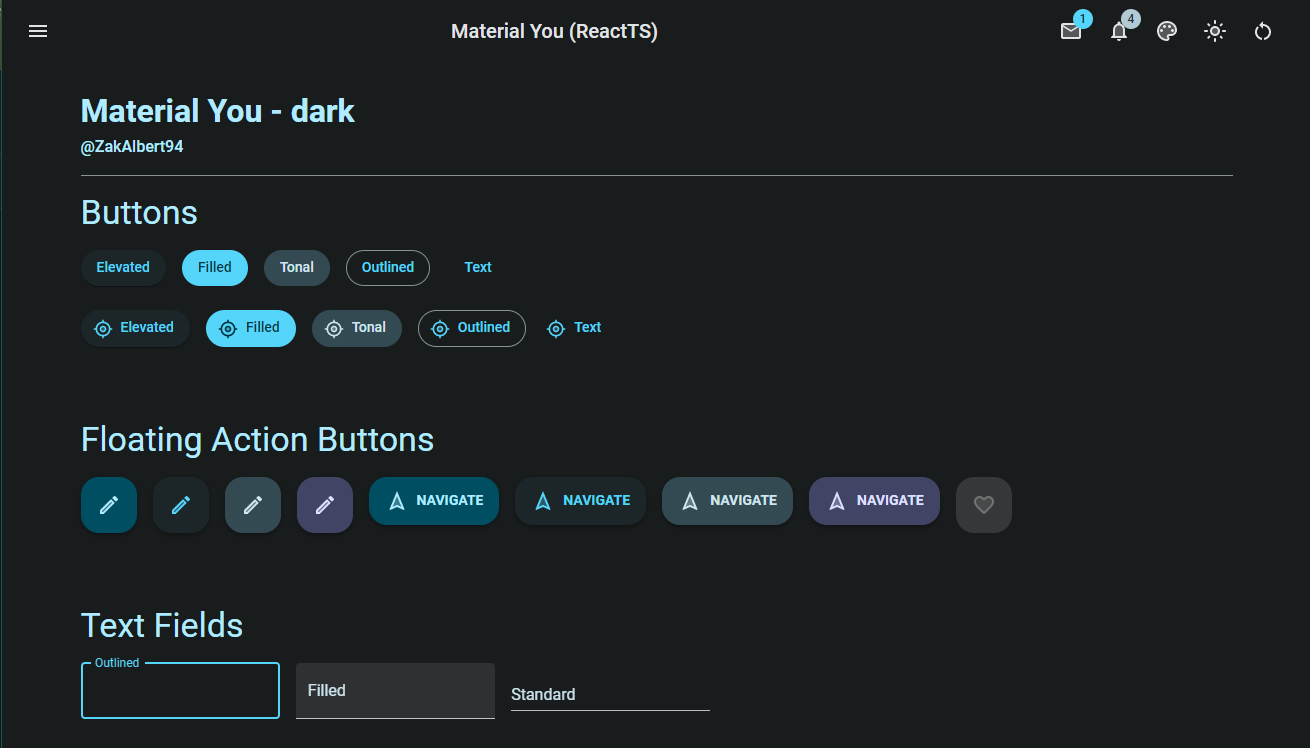 Material You (ReactTS) 1 4
Material You - dark
@ZakAlbert94
Buttons
Elevated Filled Tonal Outlined Text
Elevated Filled Tonal Outlined Text
Floating Action Buttons
NAVIGATE NAVIGATE NAVIGATE NAVIGATE
Text Fields
Outlined
Filled
Standard